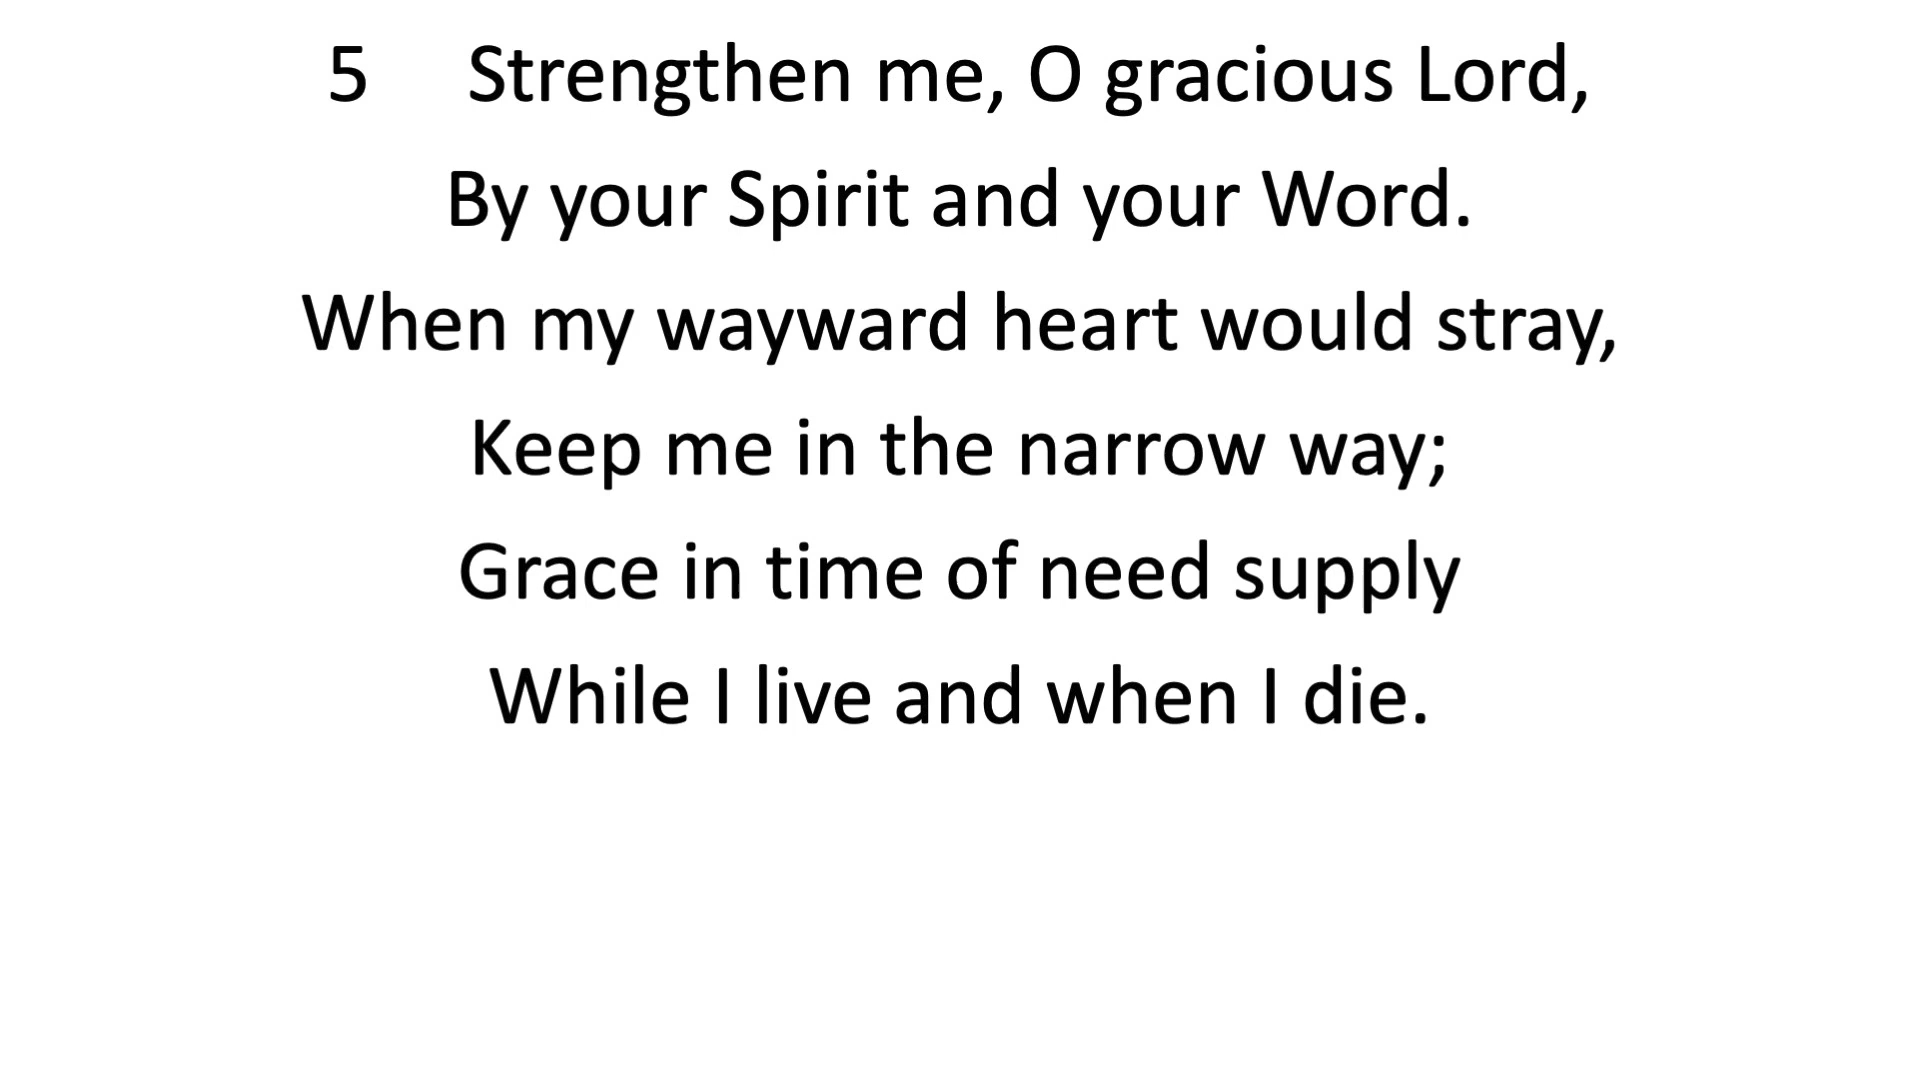 5 Strengthen me, O gracious Lord,
By your Spirit and your Word.
When my wayward heart would stray,
Keep me in the narrow way;
Grace in time of need supply
While I live and when I die.